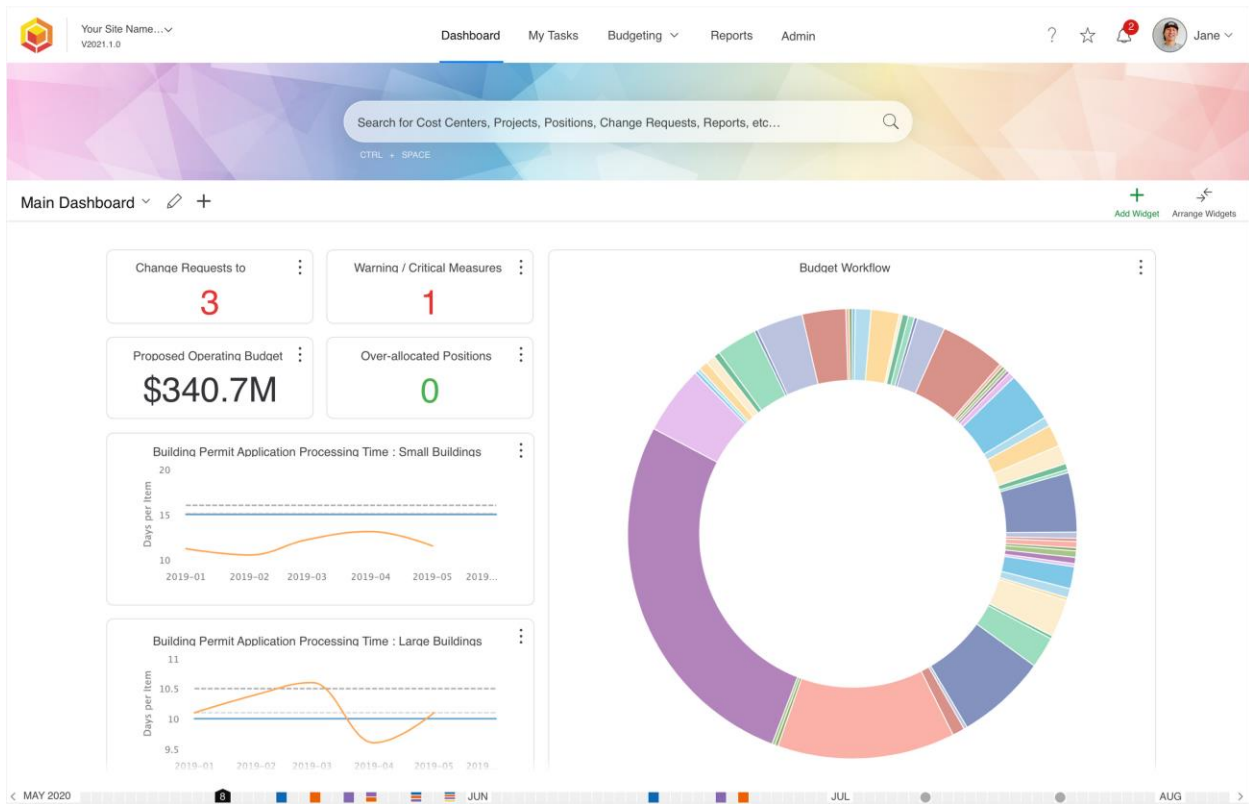 Your Site Name...
V2021.1.0
Dashboard My Tasks Budgeting Reports Admin
? 2 Jane
Search for Cost Centers, Projects, Positions, Change Requests, Reports, etc...
CTRL + SPACE
Main Dashboard
Add Widget Arrange Widgets
Change Requests to
3
Warning / Critical Measures
1
Proposed Operating Budget
$340.7M
Over-allocated Positions
0
Building Permit Application Processing Time : Small Buildings
Days per Item
20
15
10
2019-01 2019-02 2019-03 2019-04 2019-05 2019...
Building Permit Application Processing Time : Large Buildings
Days per Item
11
10.5
10
9.5
2019-01 2019-02 2019-03 2019-04 2019-05 2019...
Budget Workflow
< MAY 2020 8 JUN JUL AUG >